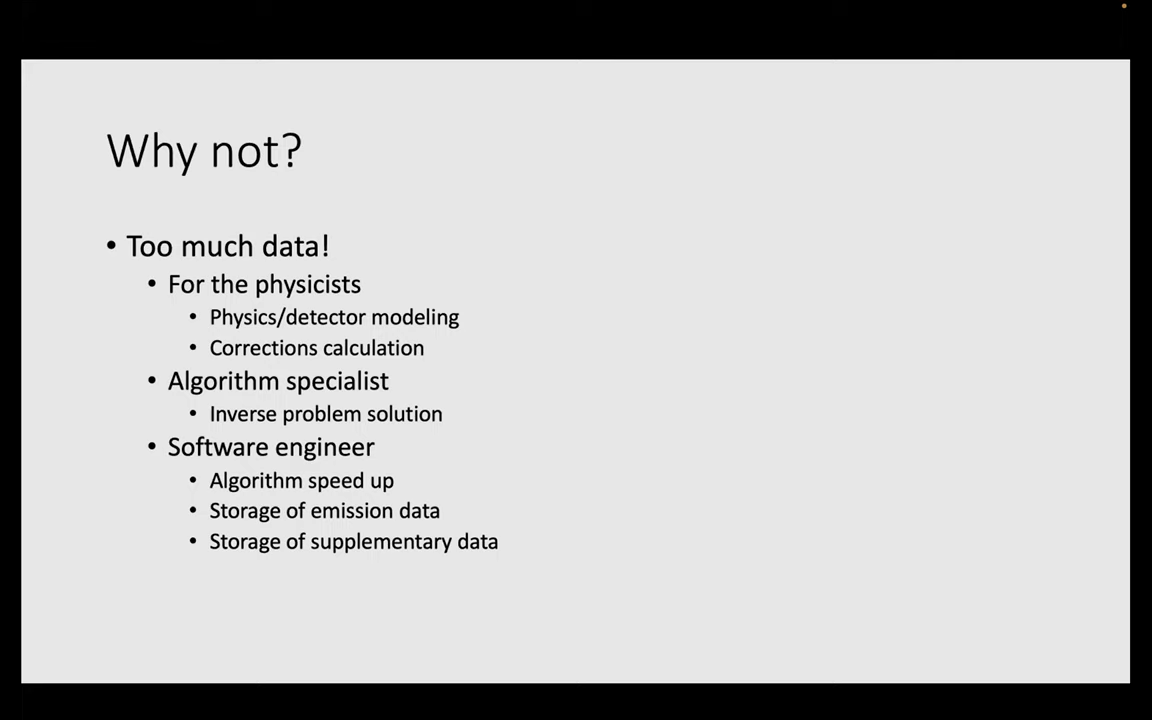 Why not?
• Too much data!
• For the physicists
• Physics/detector modeling
• Corrections calculation
• Algorithm specialist
• Inverse problem solution
• Software engineer
• Algorithm speed up
• Storage of emission data
• Storage of supplementary data